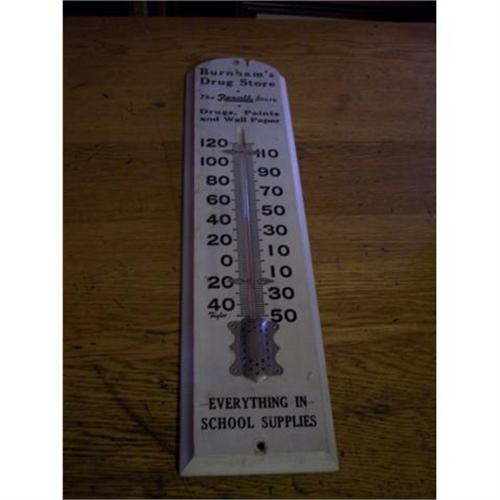 Burnham's
Drug Store
The Rexall Store
Drugs, Paints
and Wall Paper
120
110
100
90
80
70
60
50
40
30
20
10
0
10
20
30
40
50
Taylor
EVERYTHING IN
SCHOOL SUPPLIES